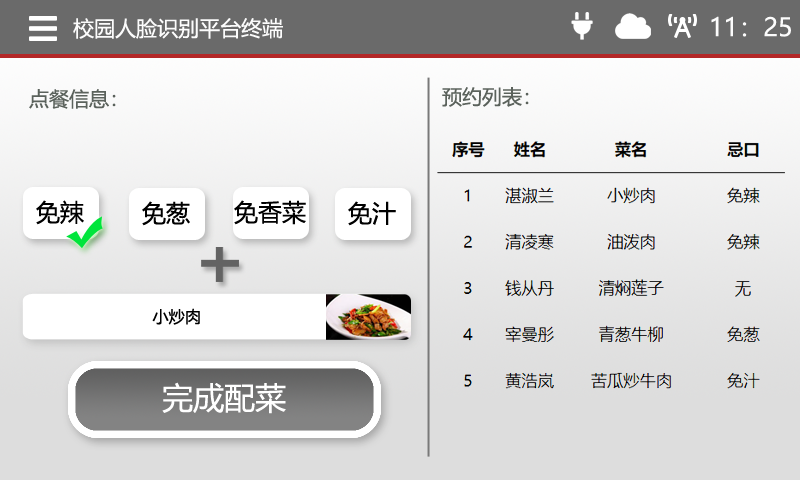 校园人脸识别平台终端
11：25
点餐信息：
免辣 免葱 免香菜 免汁
小炒肉
完成配菜
预约列表：
序号 姓名 菜名 忌口
1 湛淑兰 小炒肉 免辣
2 清凌寒 油泼肉 免辣
3 钱从丹 清焖莲子 无
4 宰曼彤 青葱牛柳 免葱
5 黄浩岚 苦瓜炒牛肉 免汁